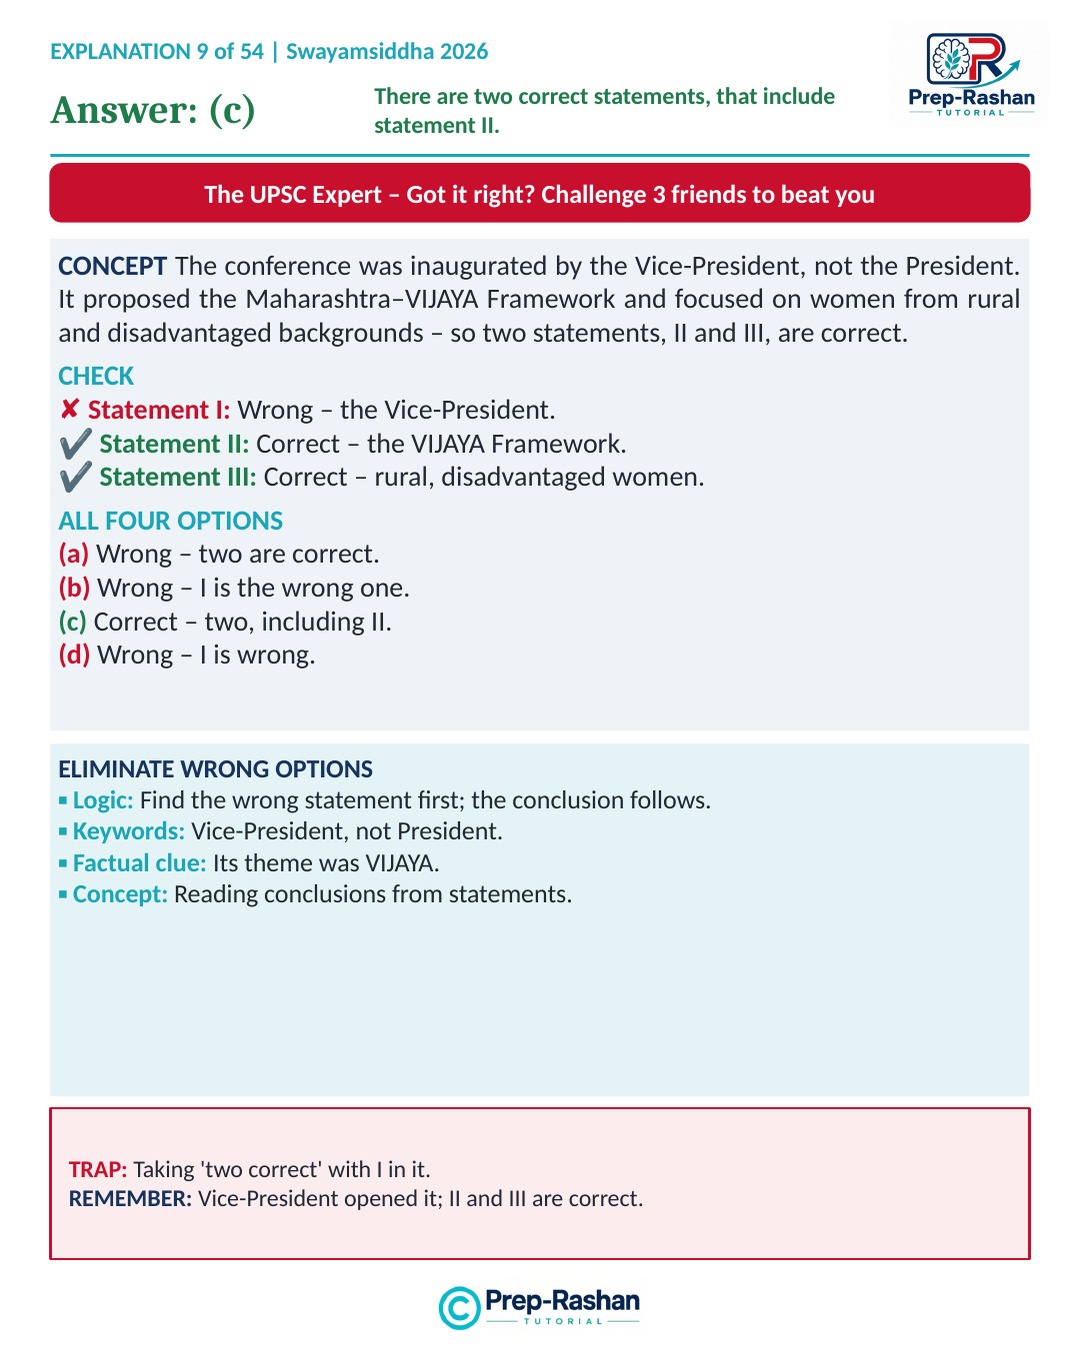 EXPLANATION 9 of 54 | Swayamsiddha 2026
Prep-Rashan
TUTORIAL
Answer: (c)
There are two correct statements, that include
statement II.
The UPSC Expert – Got it right? Challenge 3 friends to beat you
CONCEPT The conference was inaugurated by the Vice-President, not the President.
It proposed the Maharashtra–VIJAYA Framework and focused on women from rural
and disadvantaged backgrounds – so two statements, II and III, are correct.
CHECK
✘ Statement I: Wrong – the Vice-President.
✔ Statement II: Correct – the VIJAYA Framework.
✔ Statement III: Correct – rural, disadvantaged women.
ALL FOUR OPTIONS
(a) Wrong – two are correct.
(b) Wrong – I is the wrong one.
(c) Correct – two, including II.
(d) Wrong – I is wrong.
ELIMINATE WRONG OPTIONS
▪ Logic: Find the wrong statement first; the conclusion follows.
▪ Keywords: Vice-President, not President.
▪ Factual clue: Its theme was VIJAYA.
▪ Concept: Reading conclusions from statements.
TRAP: Taking 'two correct' with I in it.
REMEMBER: Vice-President opened it; II and III are correct.
© Prep-Rashan
TUTORIAL